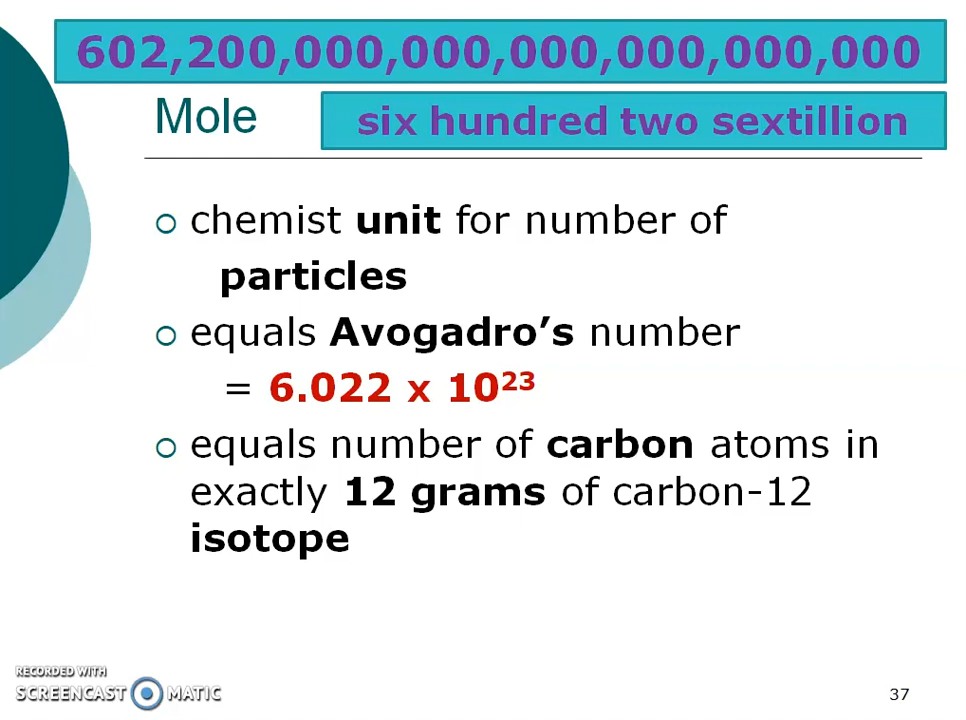 602,200,000,000,000,000,000,000
Mole
six hundred two sextillion
○ chemist unit for number of
particles
○ equals Avogadro’s number
= 6.022 x 10²³
○ equals number of carbon atoms in
exactly 12 grams of carbon-12
isotope
RECORDED WITH
SCREENCAST MATIC
37